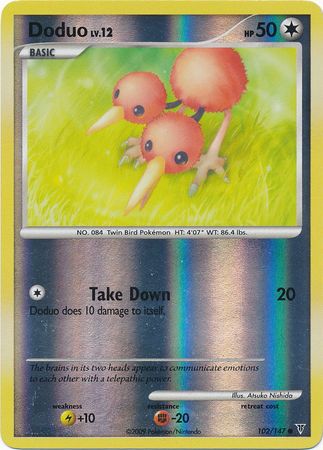 Doduo LV.12 HP 50
BASIC
NO. 084 Twin Bird Pokémon HT: 4'07" WT: 86.4 lbs.
Take Down 20
Doduo does 10 damage to itself.
The brains in its two heads appear to communicate emotions
to each other with a telepathic power.
Illus. Atsuko Nishida
weakness resistance retreat cost
+10 -20
©2009 Pokémon/Nintendo 102/147